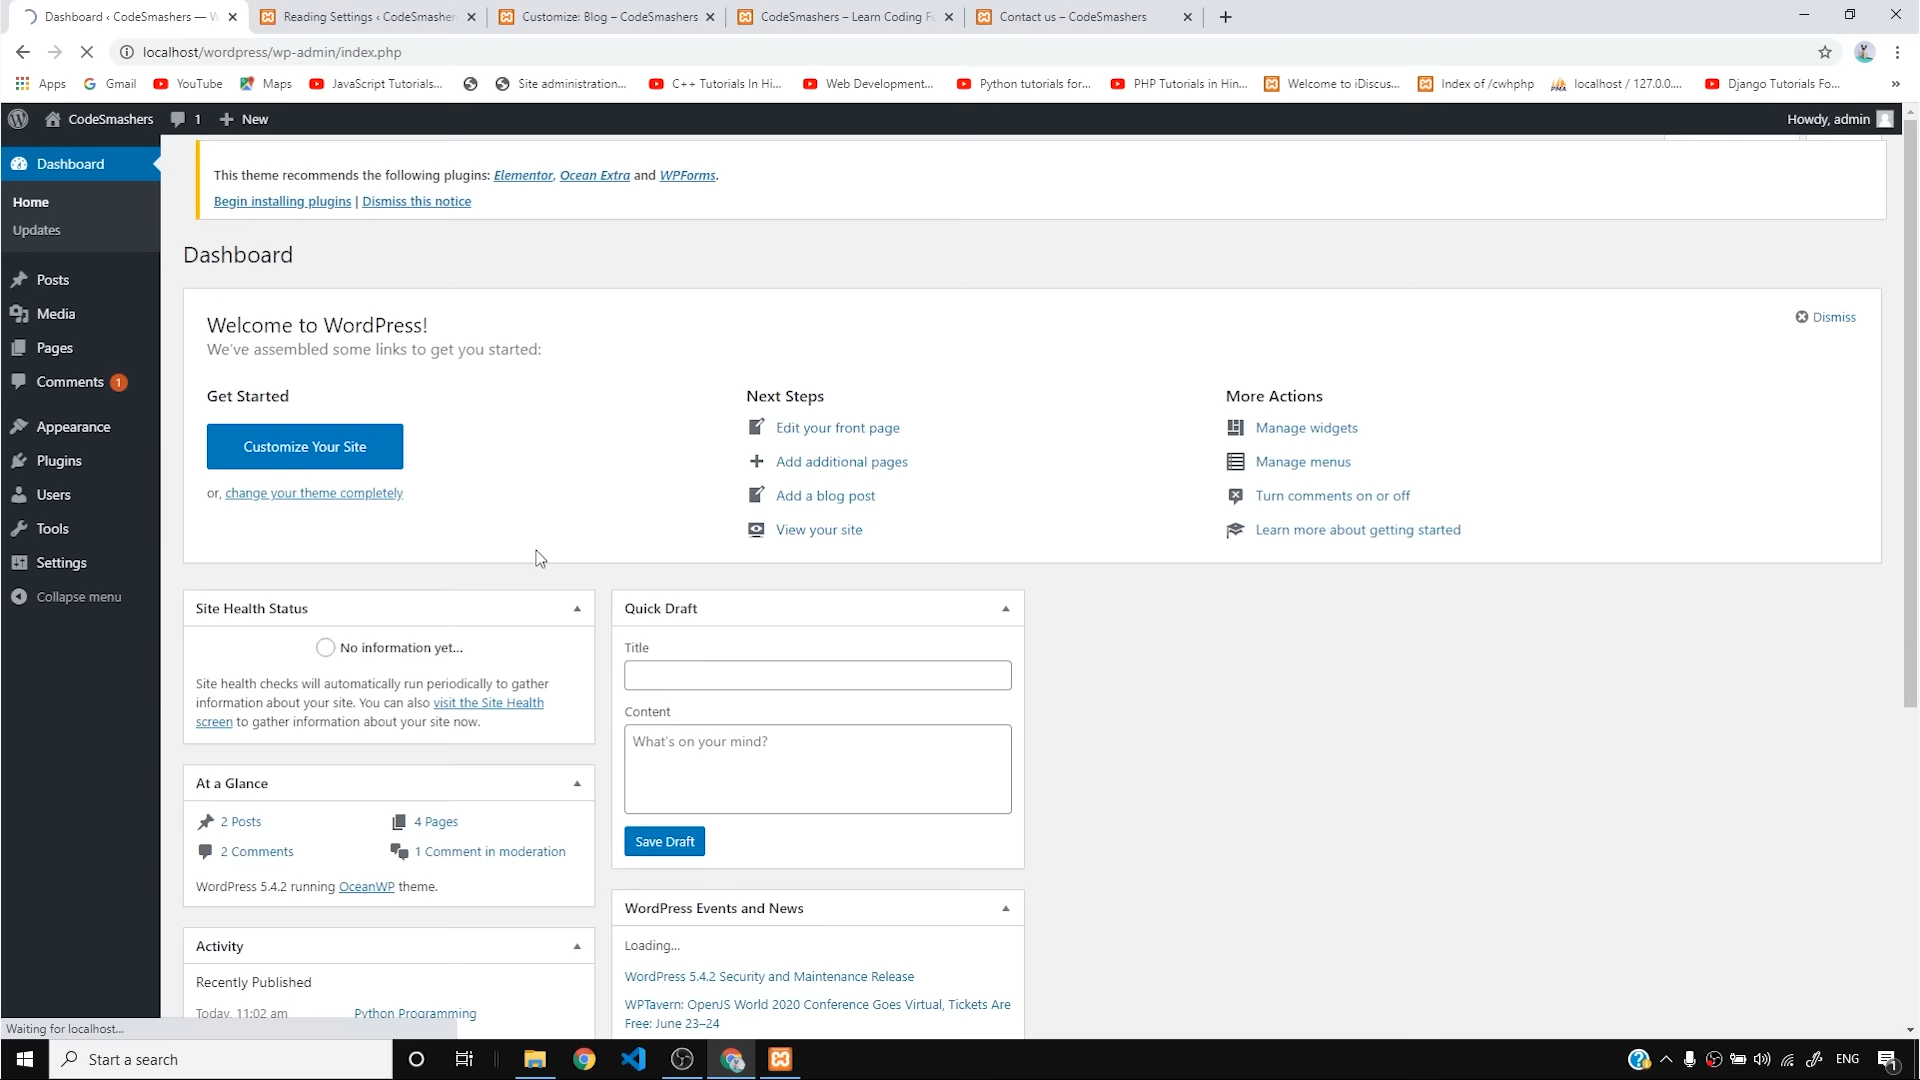 Dashboard ‹ CodeSmashers — W
Reading Settings ‹ CodeSmashers
Customize: Blog – CodeSmashers
CodeSmashers – Learn Coding F
Contact us – CodeSmashers
localhost/wordpress/wp-admin/index.php
Apps
Gmail
YouTube
Maps
JavaScript Tutorials...
Site administration...
C++ Tutorials In Hi...
Web Development...
Python tutorials for...
PHP Tutorials in Hin...
Welcome to iDiscus...
Index of /cwhphp
localhost / 127.0.0....
Django Tutorials Fo...
»
CodeSmashers
1
New
Howdy, admin
Dashboard
Home
Updates
Posts
Media
Pages
Comments 1
Appearance
Plugins
Users
Tools
Settings
Collapse menu
This theme recommends the following plugins: Elementor, Ocean Extra and WPForms.
Begin installing plugins | Dismiss this notice
Dashboard
Welcome to WordPress!
We've assembled some links to get you started:
Dismiss
Get Started
Customize Your Site
or, change your theme completely
Next Steps
Edit your front page
Add additional pages
Add a blog post
View your site
More Actions
Manage widgets
Manage menus
Turn comments on or off
Learn more about getting started
Site Health Status
No information yet...
Site health checks will automatically run periodically to gather
information about your site. You can also visit the Site Health
screen to gather information about your site now.
At a Glance
2 Posts
4 Pages
2 Comments
1 Comment in moderation
WordPress 5.4.2 running OceanWP theme.
Activity
Recently Published
Today, 11:02 am
Python Programming
Quick Draft
Title
Content
What's on your mind?
Save Draft
WordPress Events and News
Loading...
WordPress 5.4.2 Security and Maintenance Release
WPTavern: OpenJS World 2020 Conference Goes Virtual, Tickets Are
Free: June 23–24
Waiting for localhost...
Start a search
ENG
1